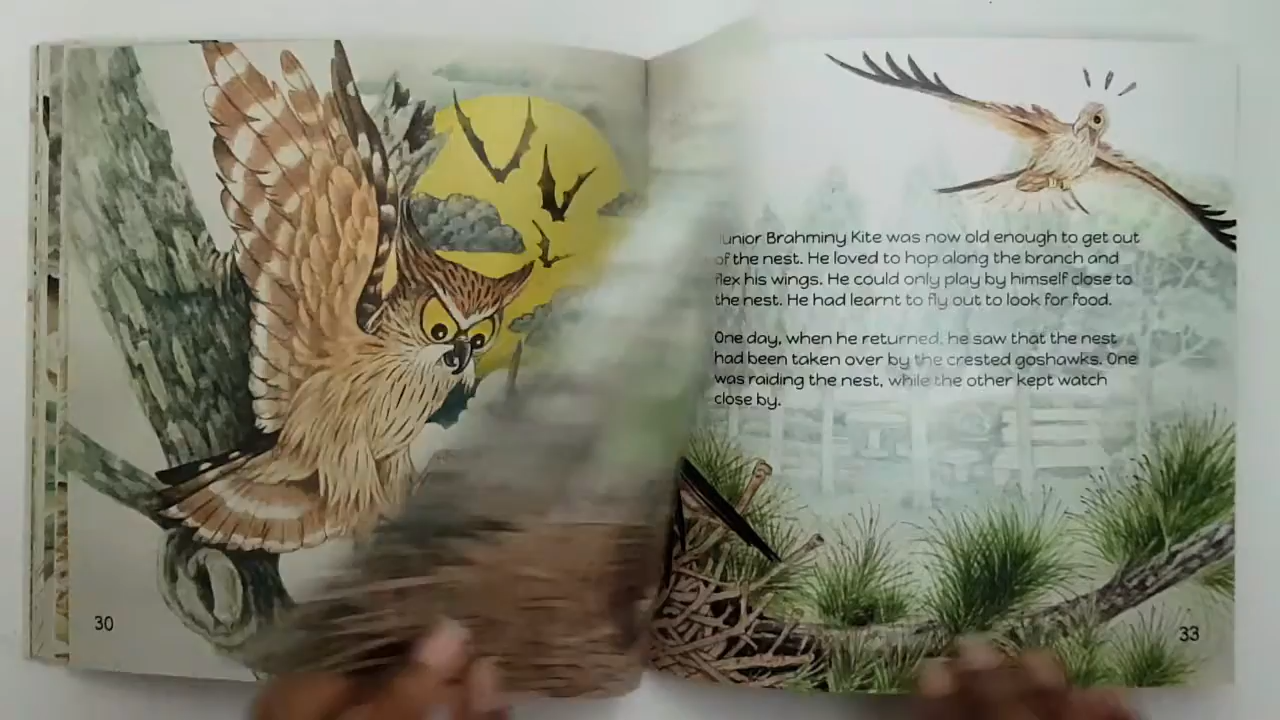 Junior Brahminy Kite was now old enough to get out
of the nest. He loved to hop along the branch and
flex his wings. He could only play by himself close to
the nest. He had learnt to fly out to look for food.
One day, when he returned, he saw that the nest
had been taken over by the crested goshawks. One
was raiding the nest, while the other kept watch
close by.
30
33